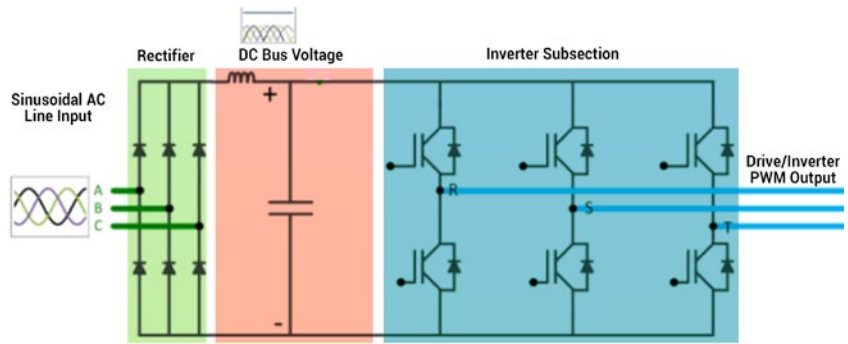 Rectifier
DC Bus Voltage
Inverter Subsection
Sinusoidal AC
Line Input
+
Drive/Inverter
PWM Output
A
R
B
S
C
T
-